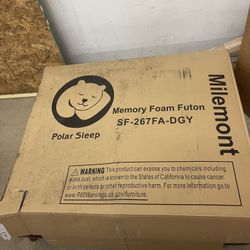 Memory Foam Futon
SF-267FA-DGY
Milemont
Polar Sleep
WARNING This product can expose you to chemicals including
wood dust, which is known to the State of California to cause cancer
or birth defects or other reproductive harm. For more information go to
www.P65Warnings.ca.gov/furniture.